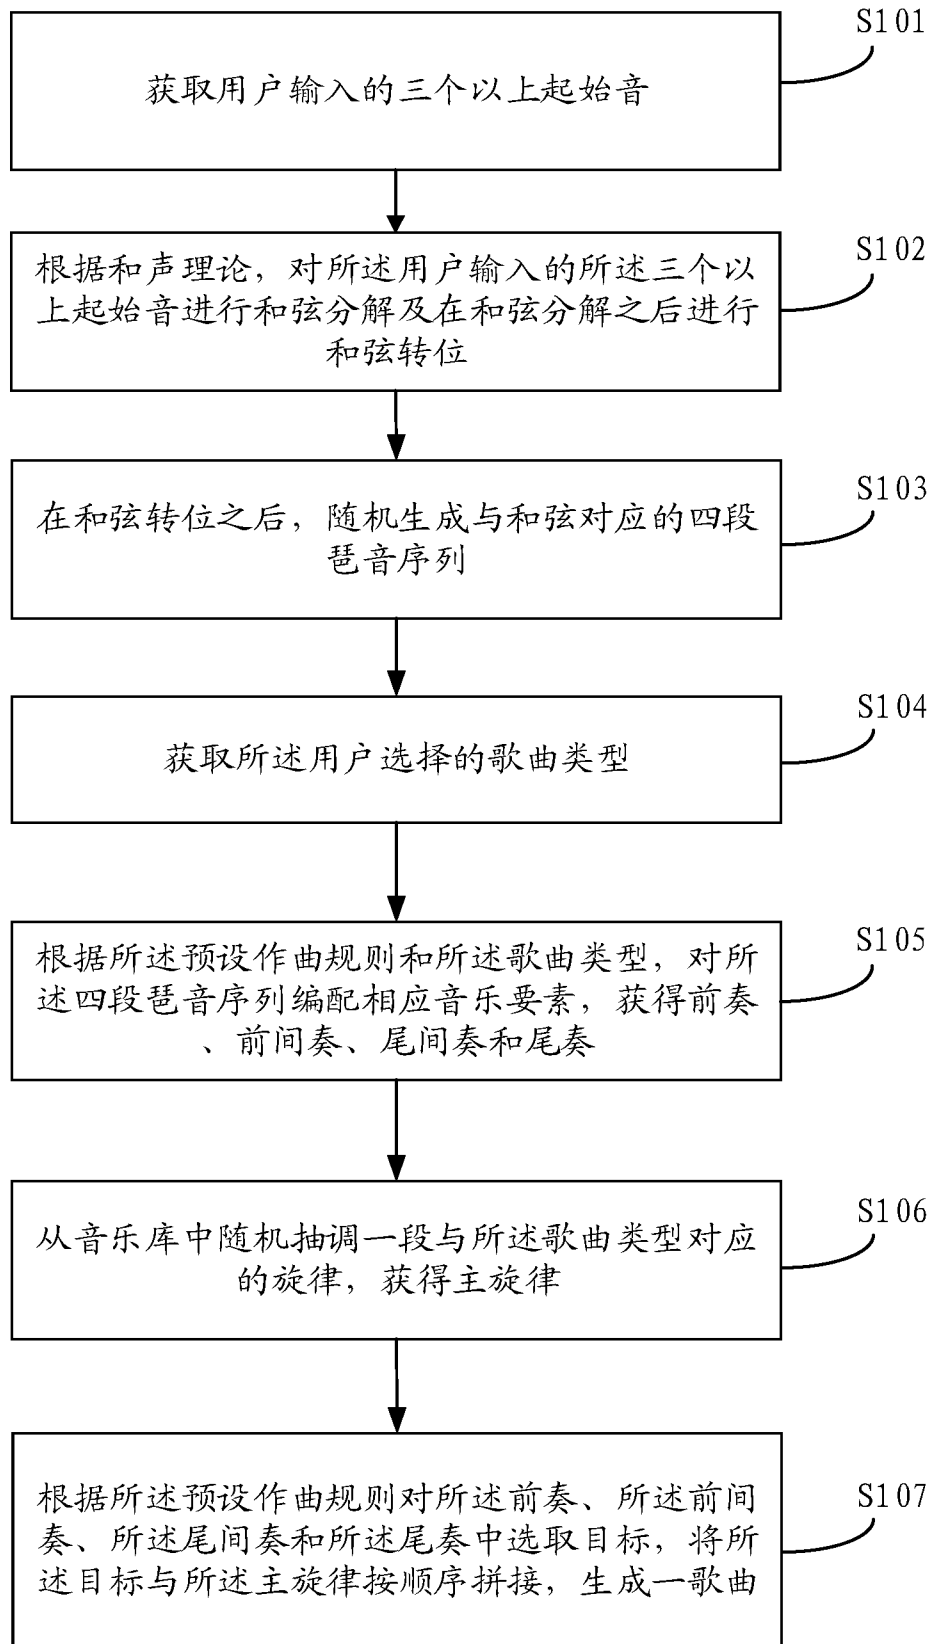 S101
获取用户输入的三个以上起始音
S102
根据和声理论，对所述用户输入的所述三个以
上起始音进行和弦分解及在和弦分解之后进行
和弦转位
S103
在和弦转位之后，随机生成与和弦对应的四段
琶音序列
S104
获取所述用户选择的歌曲类型
S105
根据所述预设作曲规则和所述歌曲类型，对所
述四段琶音序列编配相应音乐要素，获得前奏
、前间奏、尾间奏和尾奏
S106
从音乐库中随机抽调一段与所述歌曲类型对应
的旋律，获得主旋律
S107
根据所述预设作曲规则对所述前奏、所述前间
奏、所述尾间奏和所述尾奏中选取目标，将所
述目标与所述主旋律按顺序拼接，生成一歌曲